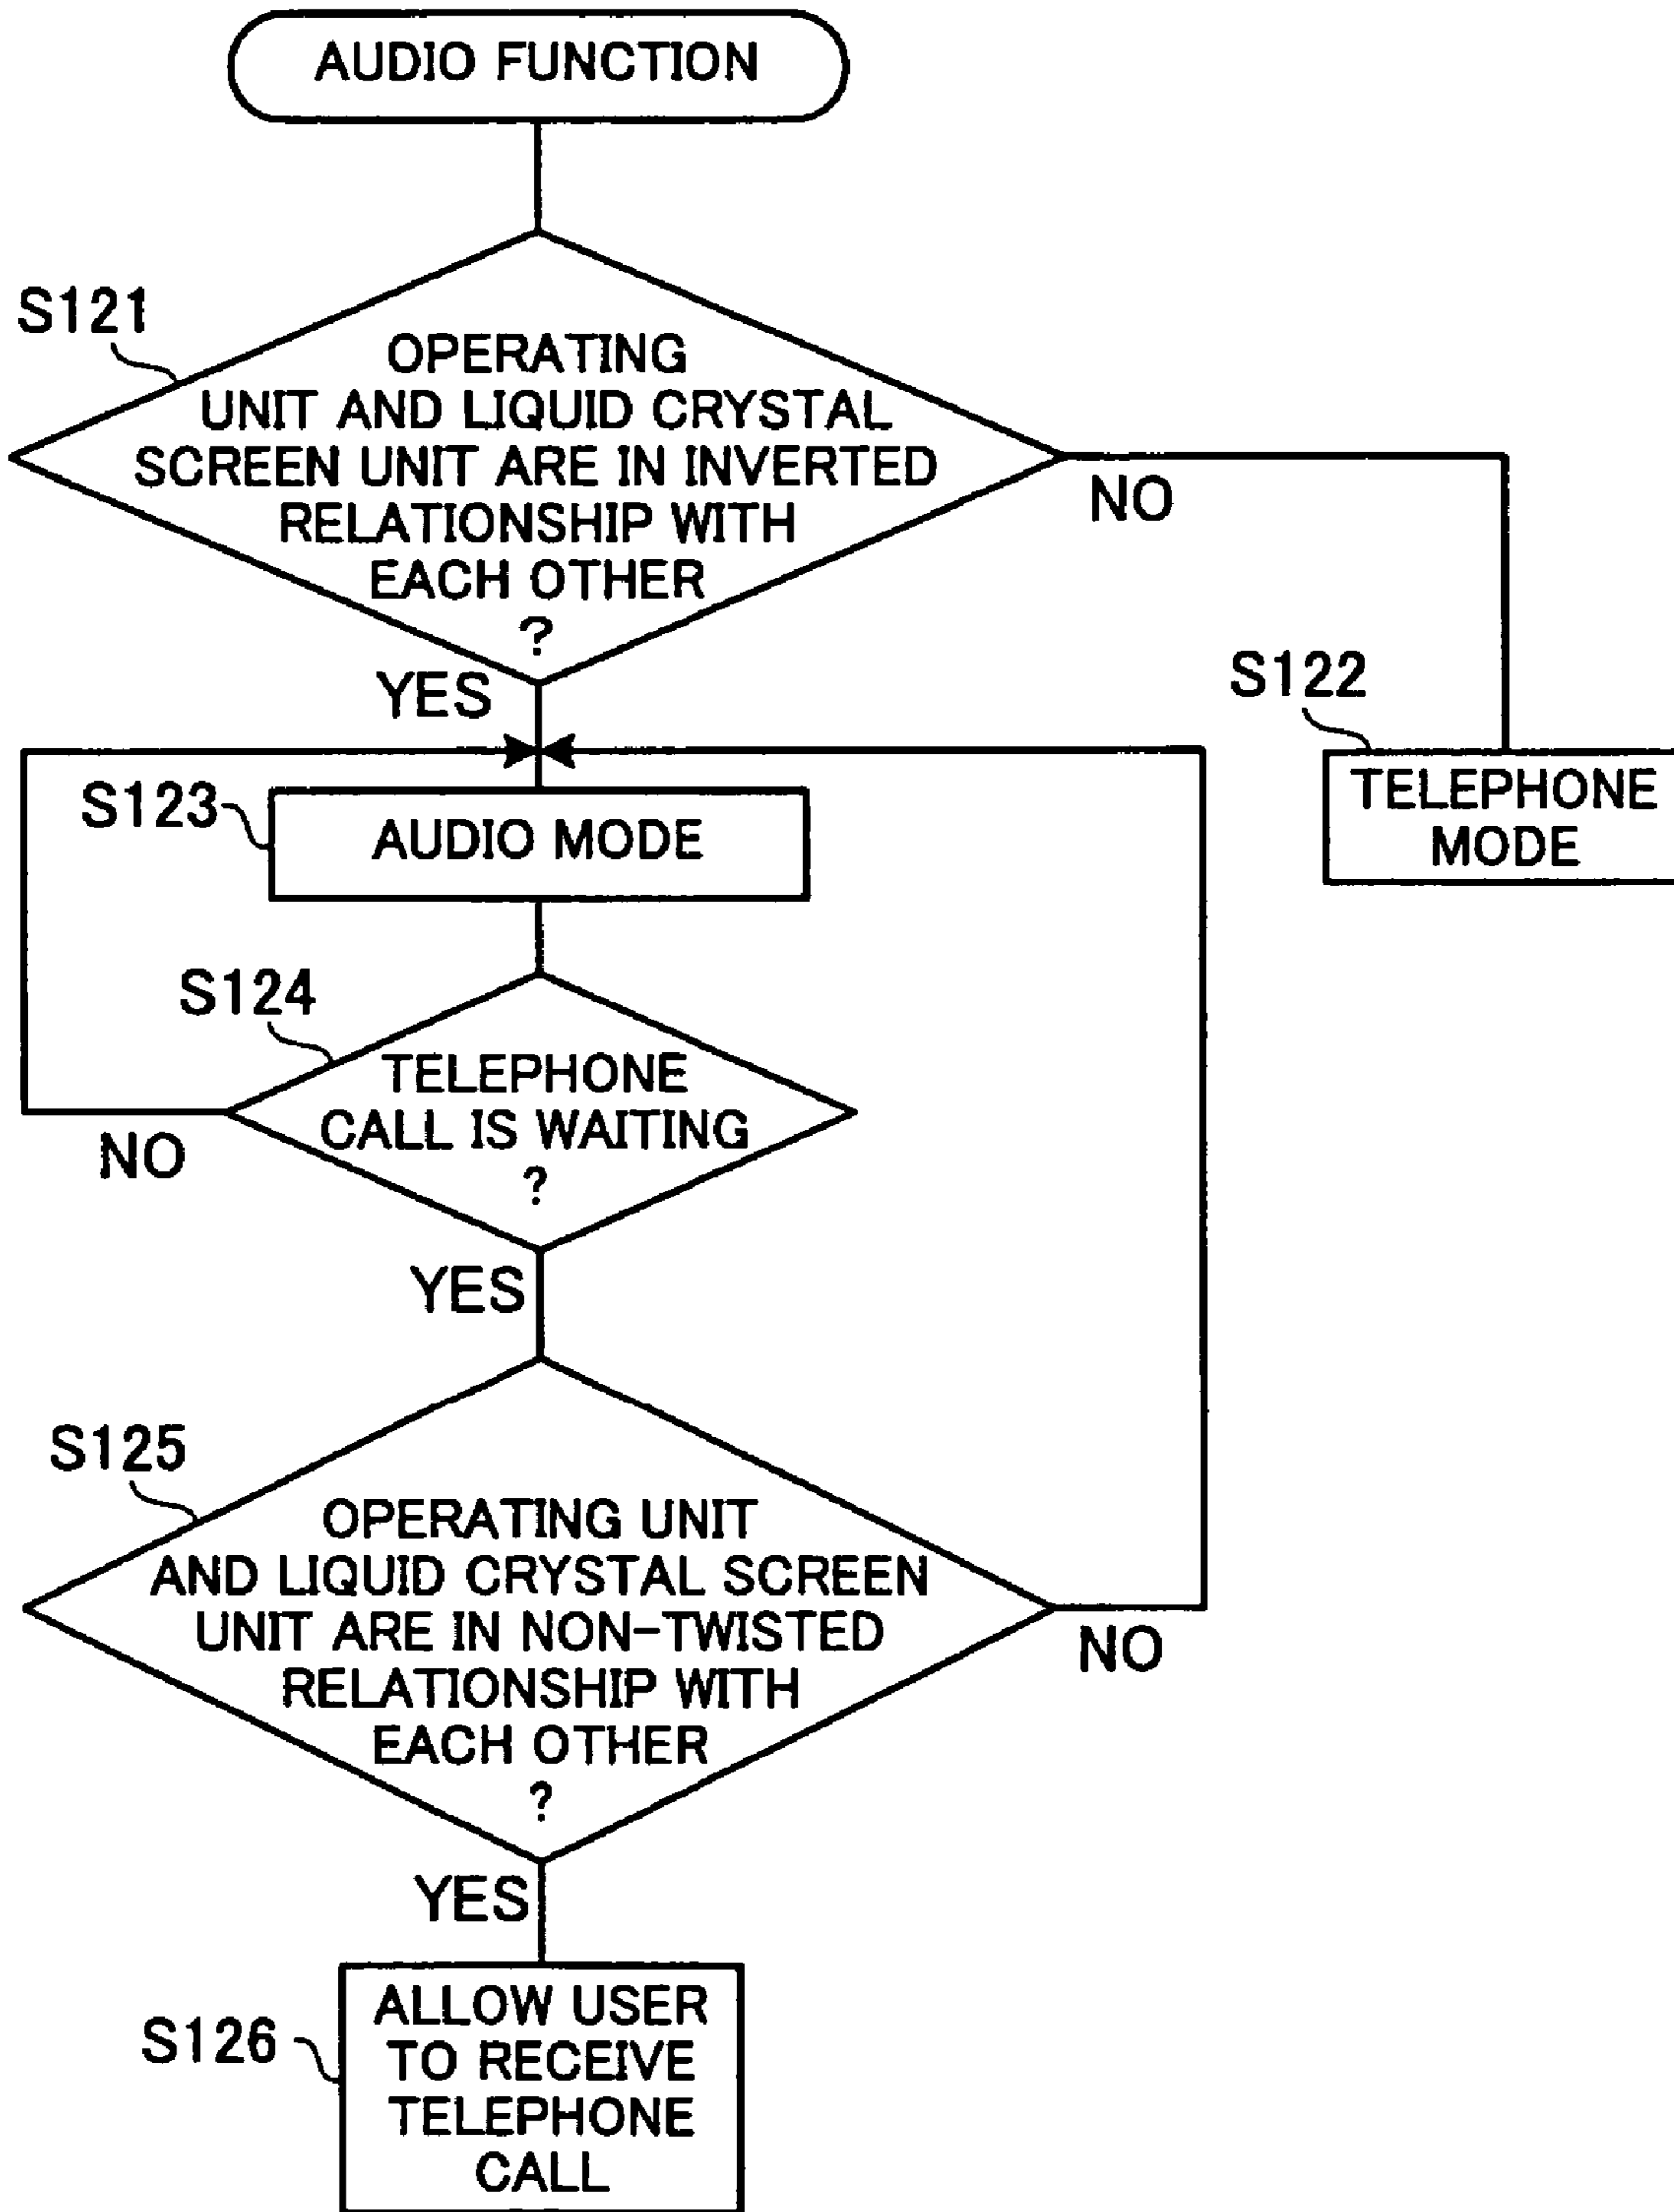 AUDIO FUNCTION
S121
OPERATING
UNIT AND LIQUID CRYSTAL
SCREEN UNIT ARE IN INVERTED
RELATIONSHIP WITH
EACH OTHER
?
NO
YES
S122
TELEPHONE
MODE
S123
AUDIO MODE
S124
TELEPHONE
CALL IS WAITING
?
NO
YES
S125
OPERATING UNIT
AND LIQUID CRYSTAL SCREEN
UNIT ARE IN NON-TWISTED
RELATIONSHIP WITH
EACH OTHER
?
NO
YES
S126
ALLOW USER
TO RECEIVE
TELEPHONE
CALL